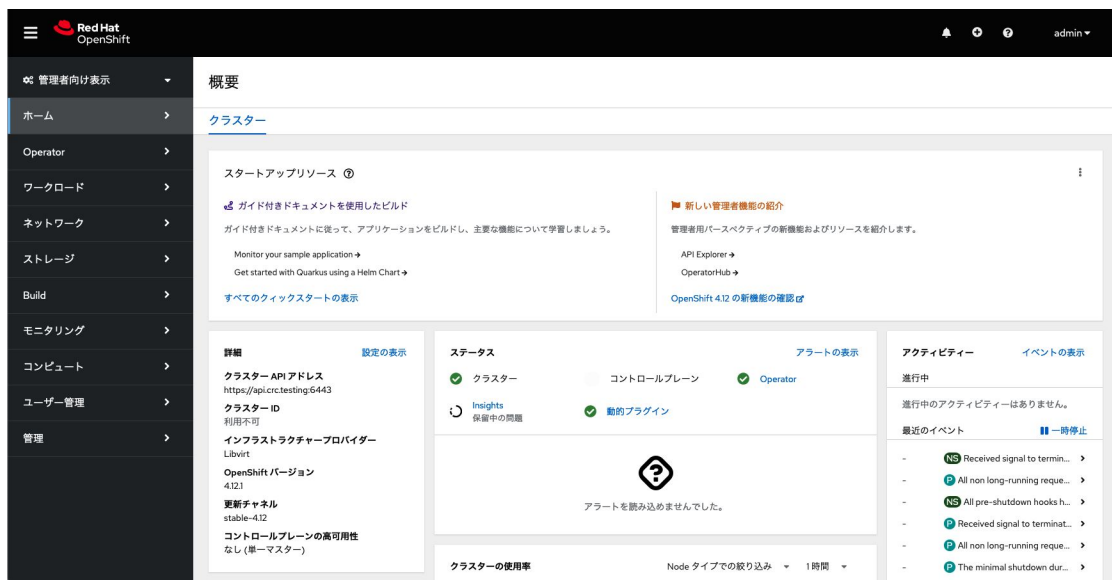 Red Hat
OpenShift
admin
管理者向け表示
ホーム
Operator
ワークロード
ネットワーク
ストレージ
Build
モニタリング
コンピュート
ユーザー管理
管理
概要
クラスター
スタートアップリソース
ガイド付きドキュメントを使用したビルド
ガイド付きドキュメントに従って、アプリケーションをビルドし、主要な機能について学習しましょう。
Monitor your sample application →
Get started with Quarkus using a Helm Chart →
すべてのクィックスタートの表示
新しい管理者機能の紹介
管理者用パースペクティブの新機能およびリソースを紹介します。
API Explorer →
OperatorHub →
OpenShift 4.12 の新機能の確認
詳細 設定の表示
クラスター API アドレス
https://api.crc.testing:6443
クラスター ID
利用不可
インフラストラクチャープロバイダー
Libvirt
OpenShift バージョン
4.12.1
更新チャネル
stable-4.12
コントロールプレーンの高可用性
なし (単一マスター)
ステータス アラートの表示
クラスター コントロールプレーン Operator
Insights
保留中の問題
動的プラグイン
アラートを読み込めませんでした。
クラスターの使用率 Node タイプでの絞り込み 1 時間
アクティビティー イベントの表示
進行中
進行中のアクティビティーはありません。
最近のイベント 一時停止
- NS Received signal to termin...
- P All non long-running reque...
- NS All pre-shutdown hooks h...
- P Received signal to terminat...
- P All non long-running reque...
- P The minimal shutdown dur...